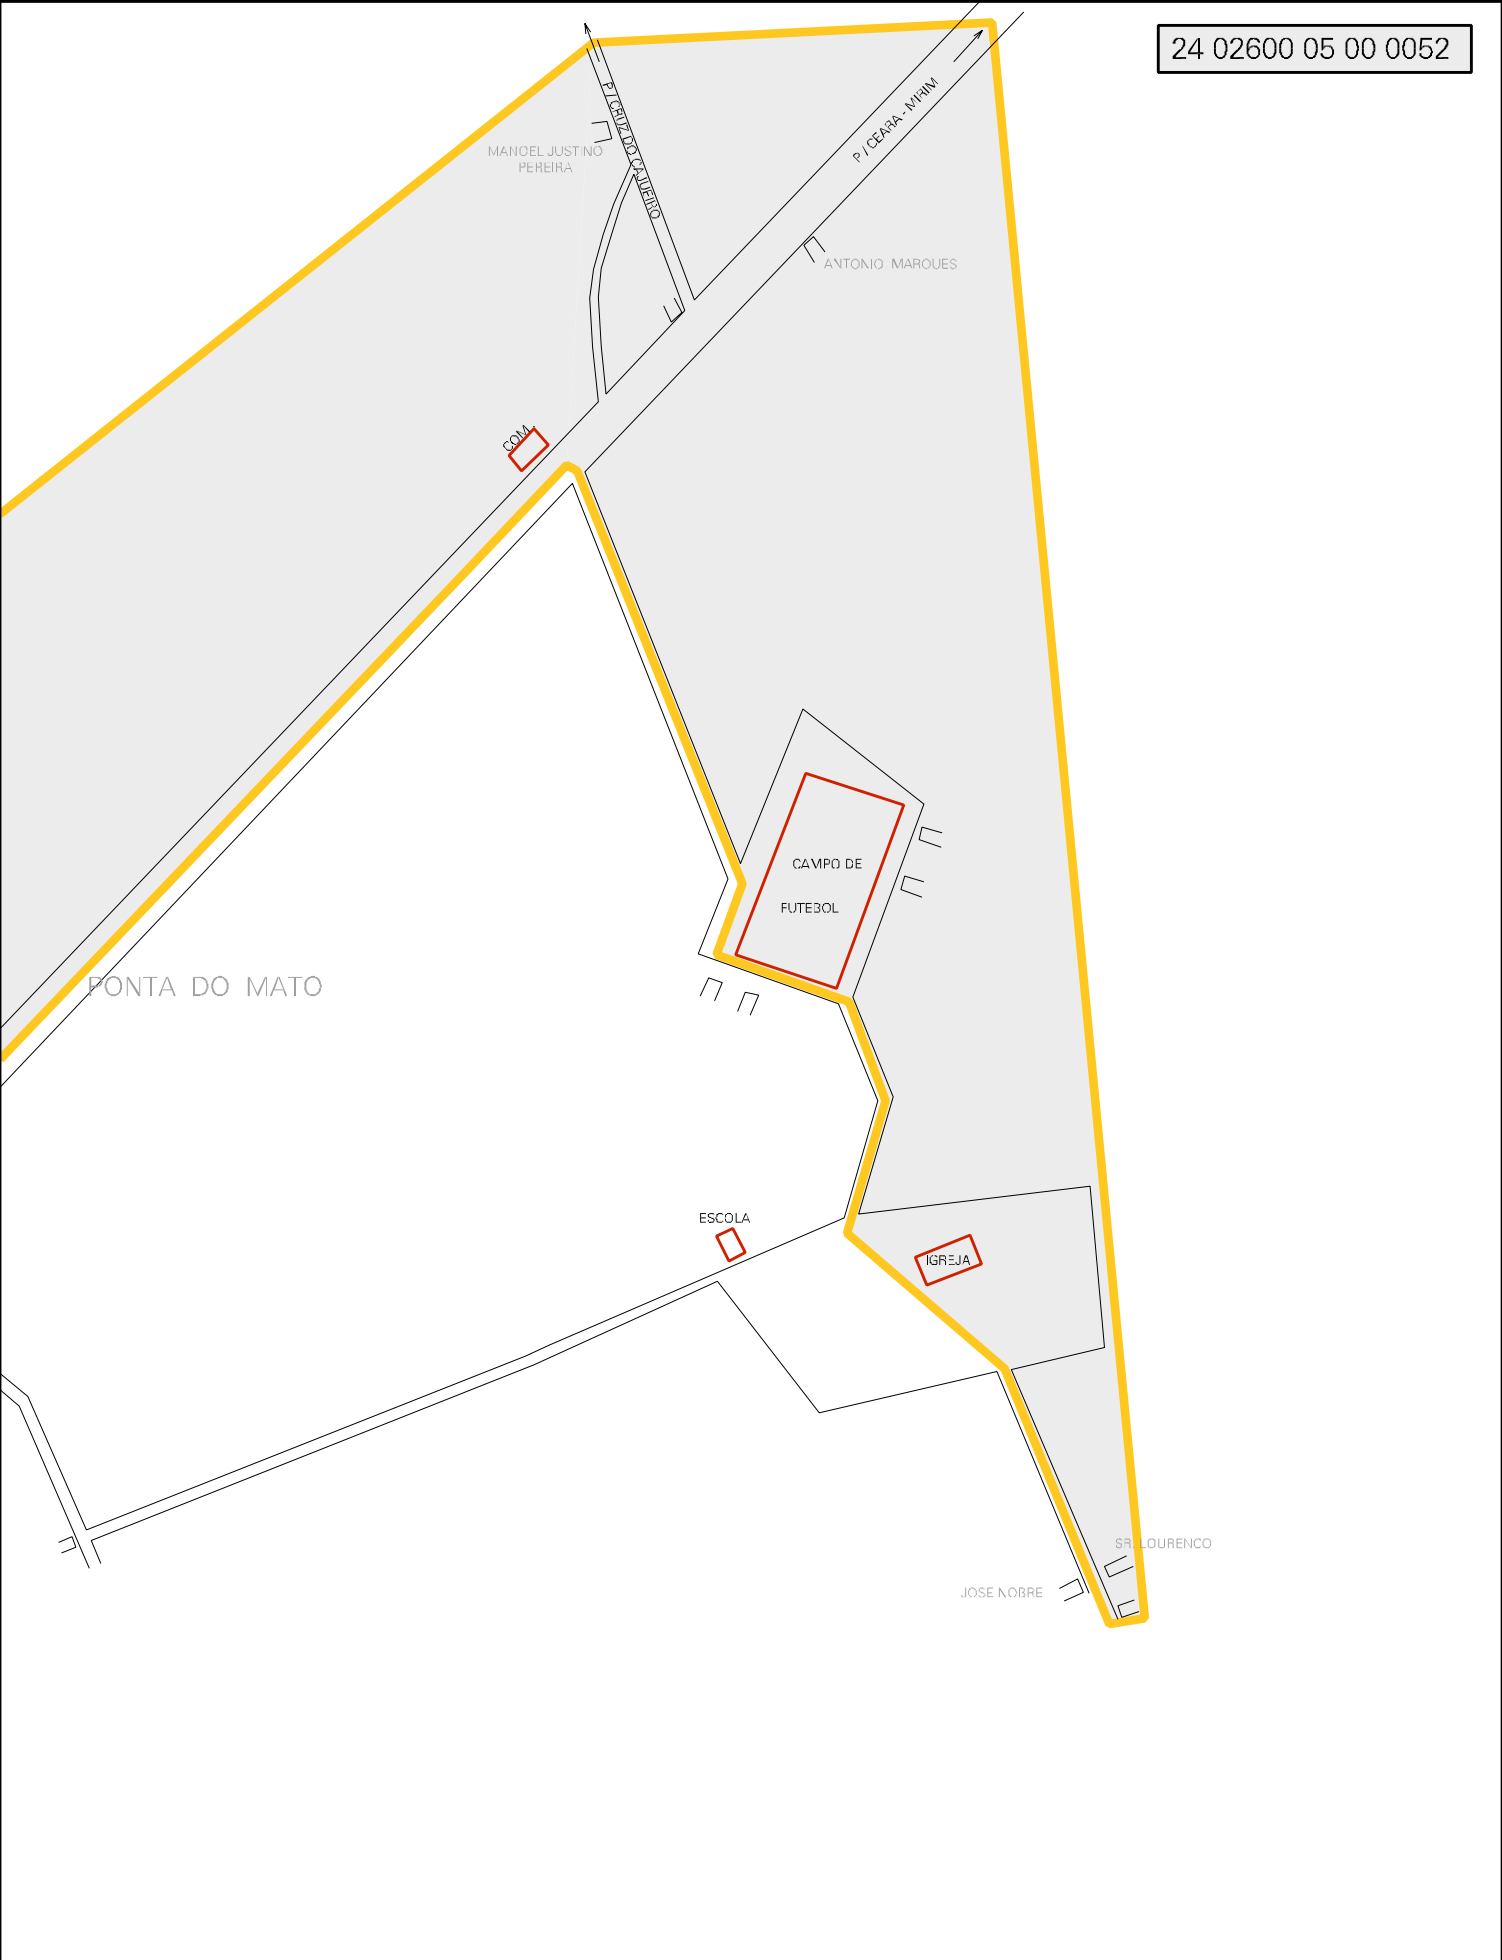 24 02600 05 00 0052
P / CRUZ DO CAJUEIRO
P / CEARA - MIRIM
MANOEL JUSTINO
PEREIRA
ANTONIO MARQUES
COM.
CAMPO DE
FUTEBOL
PONTA DO MATO
ESCOLA
IGREJA
SR. LOURENCO
JOSE NOBRE